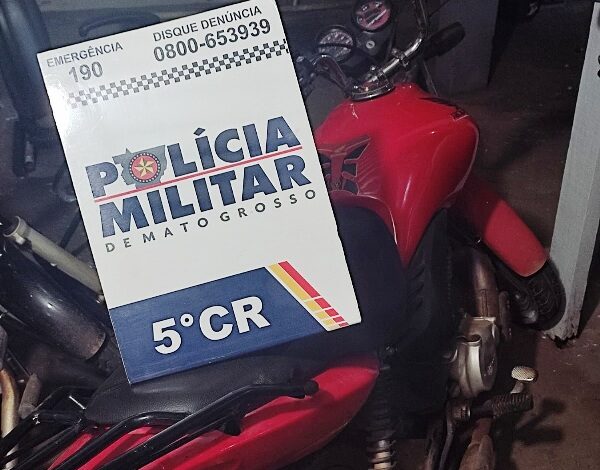 EMERGÊNCIA
190
DISQUE DENÚNCIA
0800-653939
POLÍCIA
MILITAR
DE MATO GROSSO
5°CR